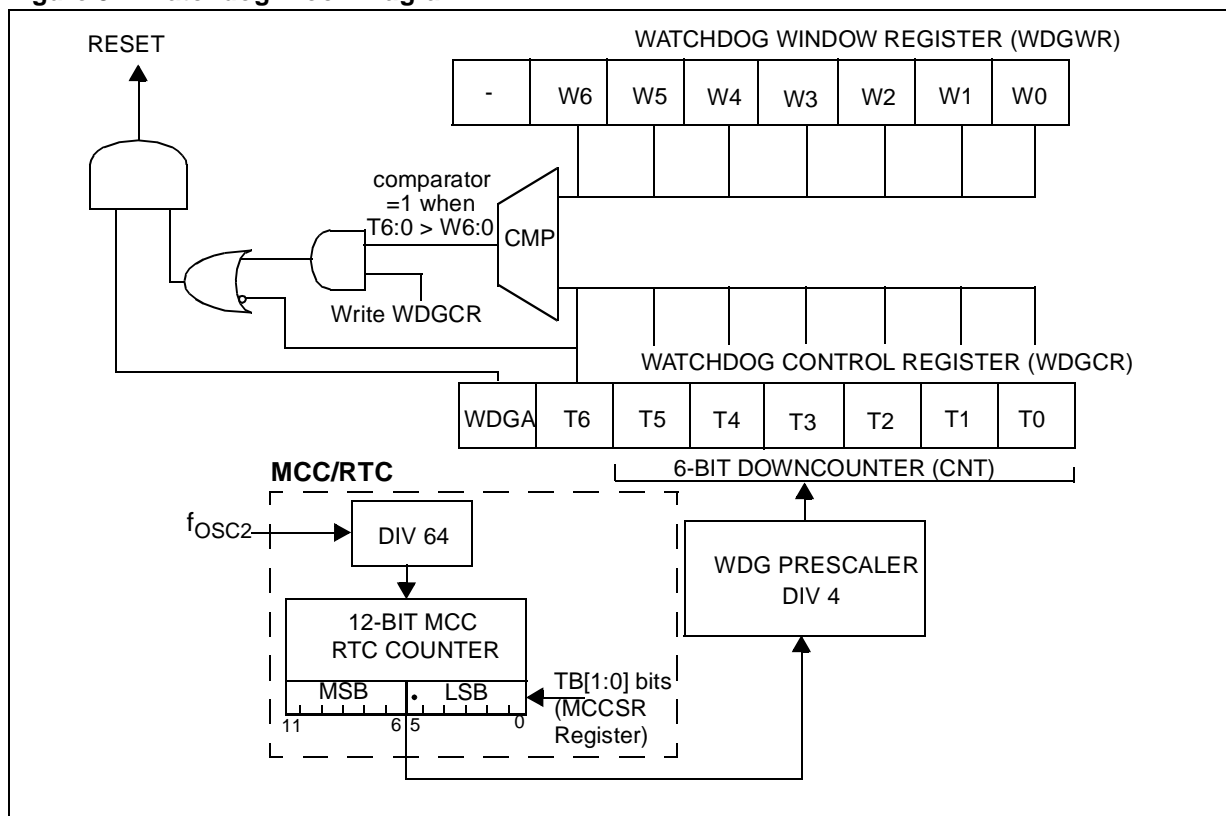 RESET
WATCHDOG WINDOW REGISTER (WDGWR)
- W6 W5 W4 W3 W2 W1 W0
comparator
=1 when
T6:0 > W6:0
CMP
Write WDGCR
WATCHDOG CONTROL REGISTER (WDGCR)
WDGA T6 T5 T4 T3 T2 T1 T0
6-BIT DOWNCOUNTER (CNT)
MCC/RTC
fOSC2
DIV 64
WDG PRESCALER
DIV 4
12-BIT MCC
RTC COUNTER
MSB LSB
11 6 5 0
TB[1:0] bits
(MCCSR
Register)